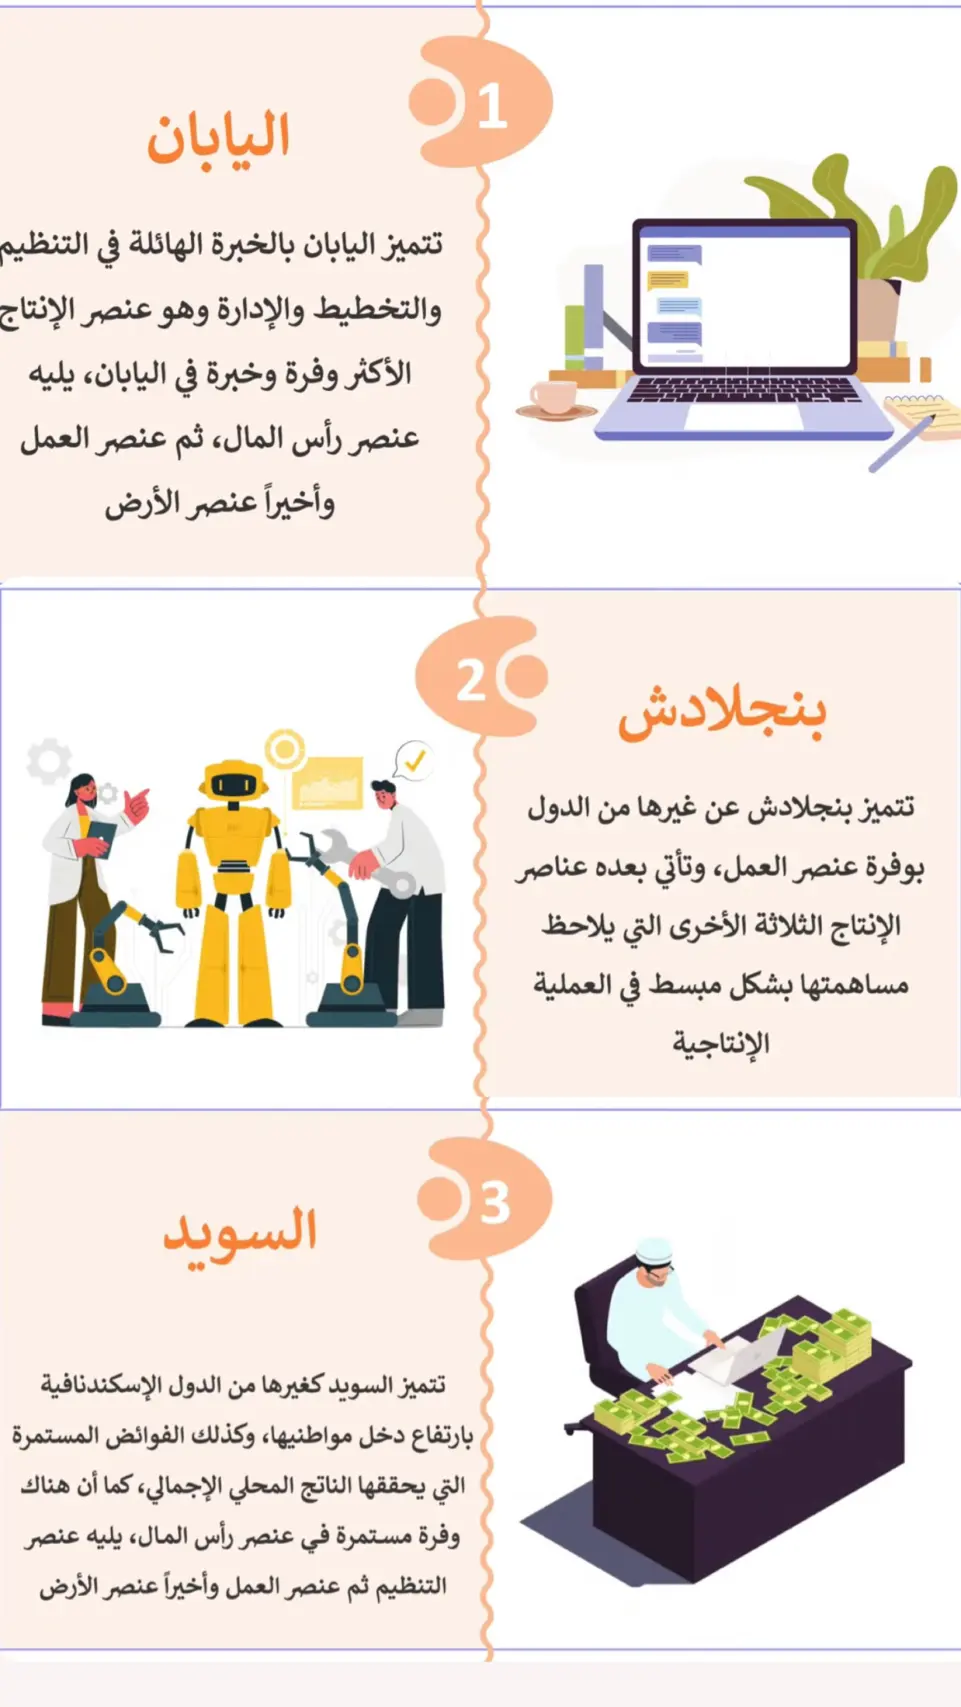 1
اليابان
تتميز اليابان بالخبرة الهائلة في التنظيم
والتخطيط والإدارة وهو عنصر الإنتاج
الأكثر وفرة وخبرة في اليابان، يليه
عنصر رأس المال، ثم عنصر العمل
وأخيراً عنصر الأرض
2
بنجلادش
تتميز بنجلادش عن غيرها من الدول
بوفرة عنصر العمل، وتأتي بعده عناصر
الإنتاج الثلاثة الأخرى التي يلاحظ
مساهمتها بشكل مبسط في العملية
الإنتاجية
3
السويد
تتميز السويد كغيرها من الدول الإسكندنافية
بارتفاع دخل مواطنيها، وكذلك الفوائض المستمرة
التي يحققها الناتج المحلي الإجمالي، كما أن هناك
وفرة مستمرة في عنصر رأس المال، يليه عنصر
التنظيم ثم عنصر العمل وأخيراً عنصر الأرض